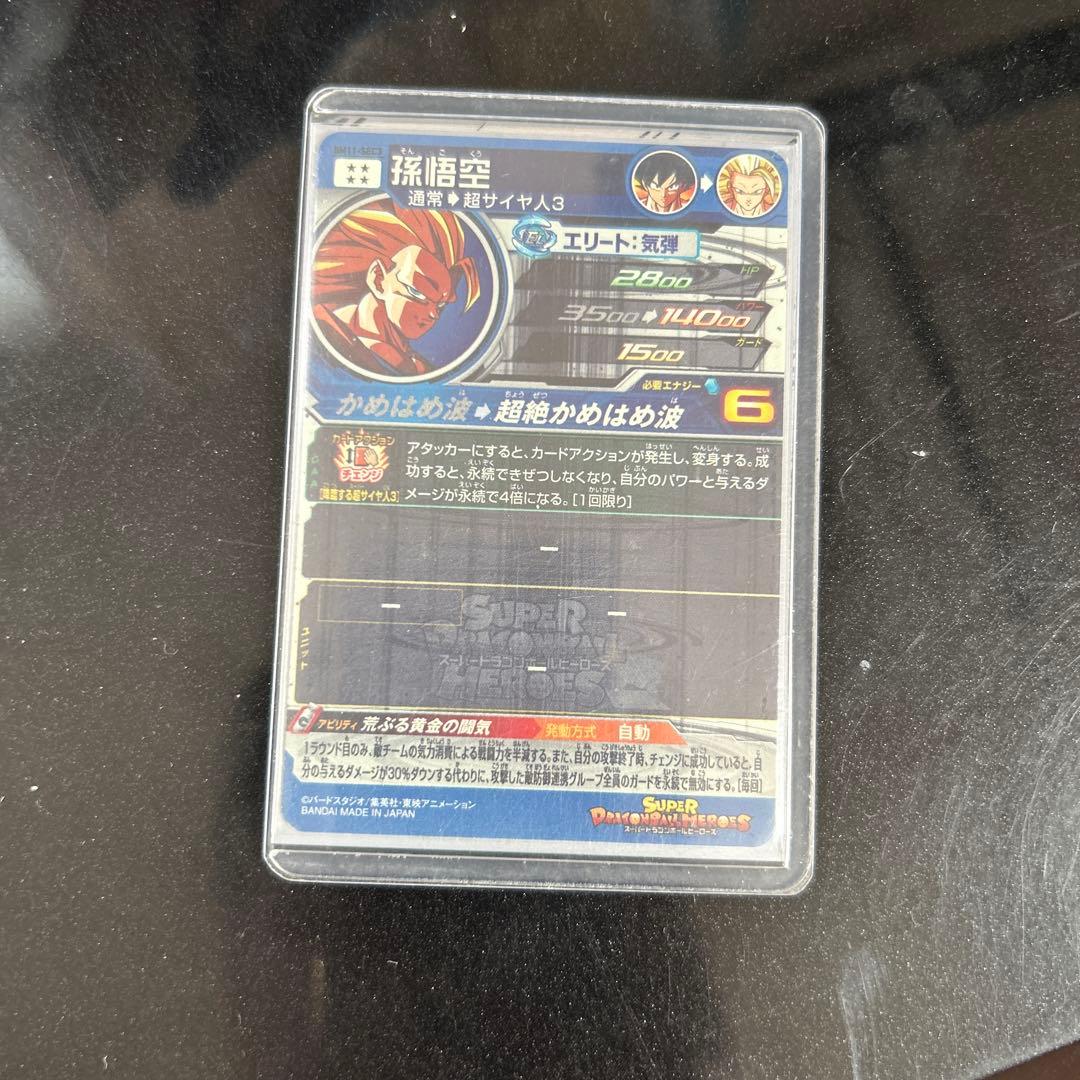 BM11-SEC3
孫悟空
そん ご くう
通常➡超サイヤ人3
エリート:気弾
HP
2800
パワー
3500➡14000
ガード
1500
必要エナジー
6
かめはめ波➡超絶かめはめ波
カードアクション
チェンジ
[降臨する超サイヤ人3]
アタッカーにすると、カードアクションが発生し、変身する。成
功すると、永続できぜつしなくなり、自分のパワーと与えるダ
メージが永続で4倍になる。[1回限り]
CAA
ー
ユニット
ー
ー
ー
SUPER
DRAGONBALL
スーパードラゴンボールヒーローズ
HEROES
アビリティ 荒ぶる黄金の闘気 発動方式 自動
1ラウンド目のみ、敵チームの気力消費による戦闘力を半減する。また、自分の攻撃終了時、チェンジに成功していると、自
分の与えるダメージが30%ダウンする代わりに、攻撃した敵防御連携グループ全員のガードを永続で無効にする。[毎回]
©バードスタジオ/集英社・東映アニメーション
BANDAI MADE IN JAPAN
SUPER
DRAGONBALL HEROES
スーパードラゴンボールヒーローズ